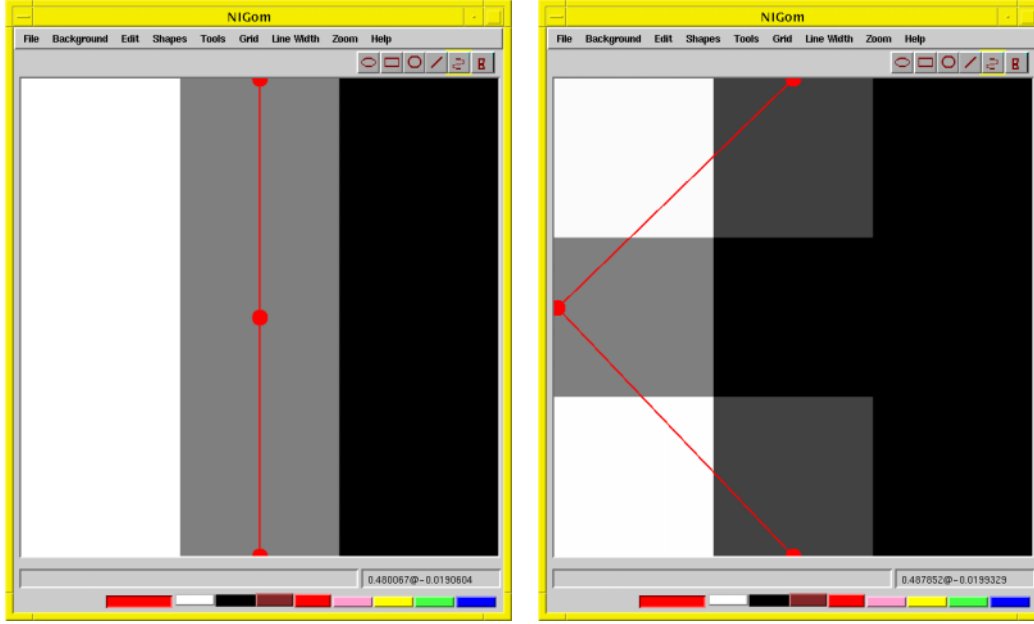 NIGom
File Background Edit Shapes Tools Grid Line Width Zoom Help
0.480067@-0.0190604
NIGom
File Background Edit Shapes Tools Grid Line Width Zoom Help
0.487852@-0.0199329